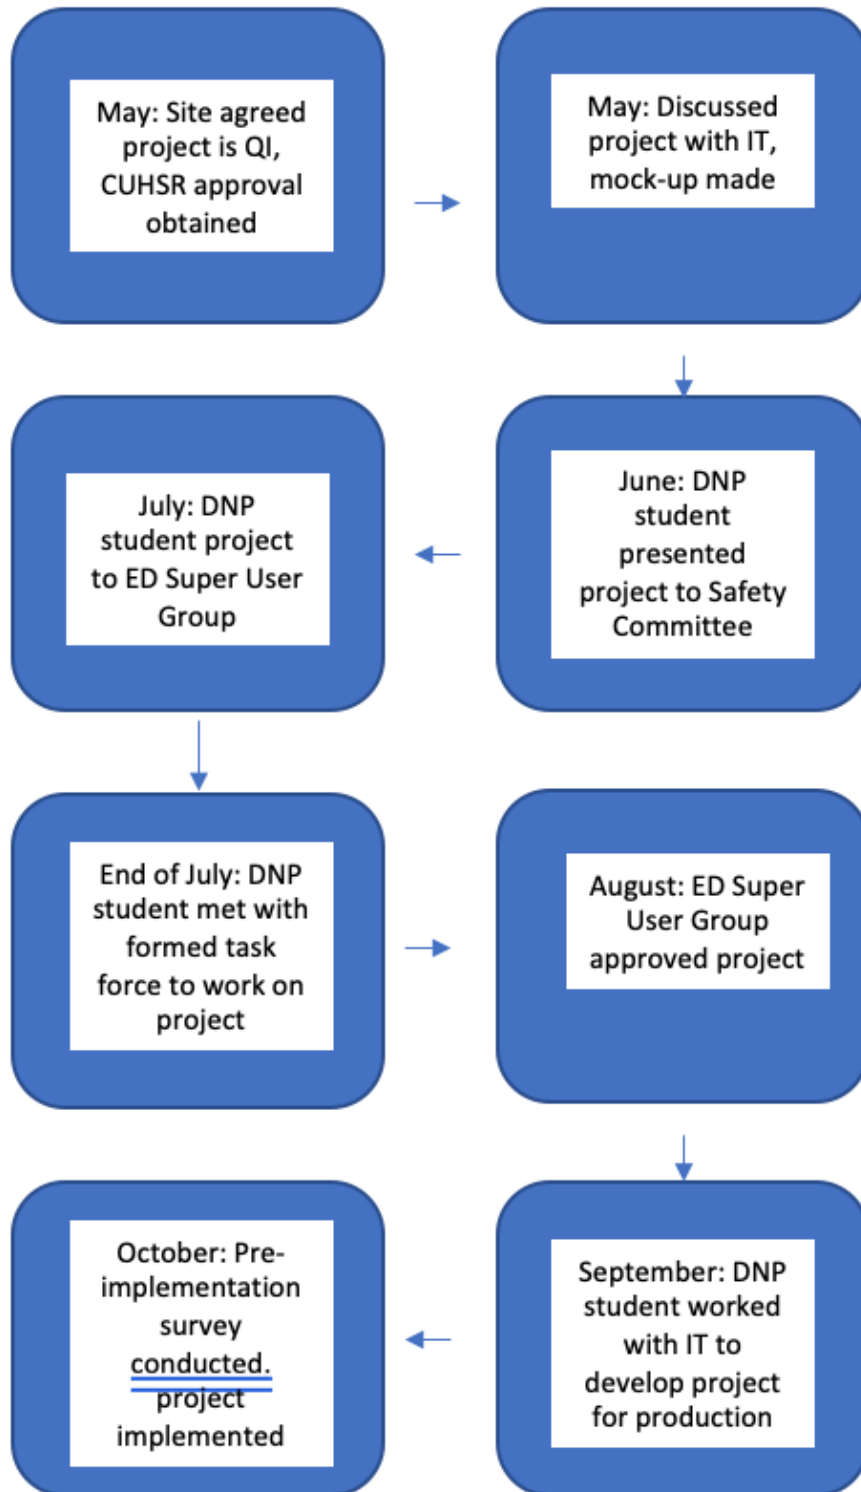 May: Site agreed
project is QI,
CUHSR approval
obtained
May: Discussed
project with IT,
mock-up made
June: DNP
student
presented
project to Safety
Committee
July: DNP
student project
to ED Super User
Group
End of July: DNP
student met with
formed task
force to work on
project
August: ED Super
User Group
approved project
September: DNP
student worked
with IT to
develop project
for production
October: Pre-
implementation
survey
conducted.
project
implemented